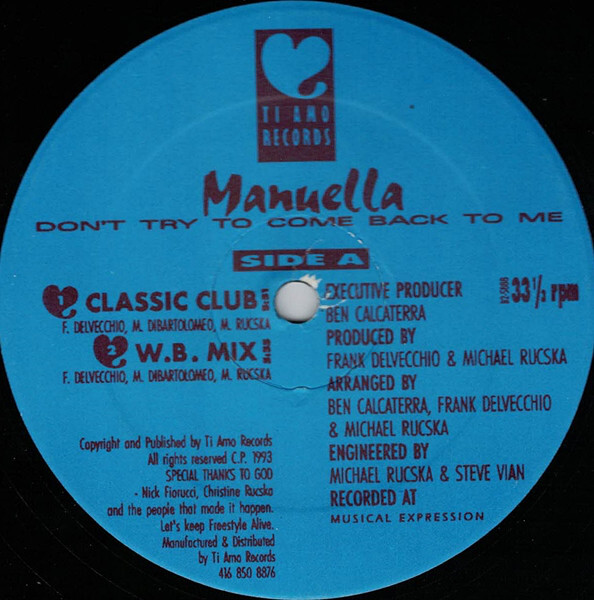 TI AMO
RECORDS
Manuella
DON'T TRY TO COME BACK TO ME
SIDE A
1 CLASSIC CLUB
F. DELVECCHIO, M. DIBARTOLOMEO, M. RUCSKA
2 W.B. MIX
F. DELVECCHIO, M. DIBARTOLOMEO, M. RUCSKA
Copyright and Published by Ti Amo Records
All rights reserved C.P. 1993
SPECIAL THANKS TO GOD
- Nick Fiorucci, Christine Rucska
and the people that made it happen.
Let's keep Freestyle Alive.
Manufactured & Distributed
by Ti Amo Records
416 850 8876
EXECUTIVE PRODUCER
BEN CALCATERRA
PRODUCED BY
FRANK DELVECCHIO & MICHAEL RUCSKA
ARRANGED BY
BEN CALCATERRA, FRANK DELVECCHIO
& MICHAEL RUCSKA
ENGINEERED BY
MICHAEL RUCSKA & STEVE VIAN
RECORDED AT
MUSICAL EXPRESSION
33 1/3 rpm